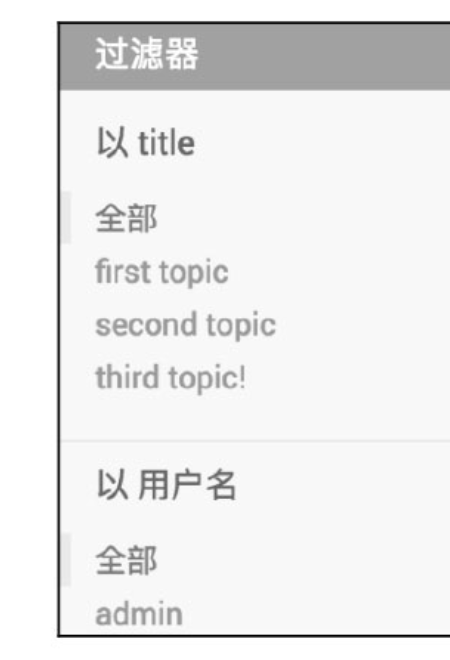 过滤器
以 title
全部
first topic
second topic
third topic!
以 用户名
全部
admin